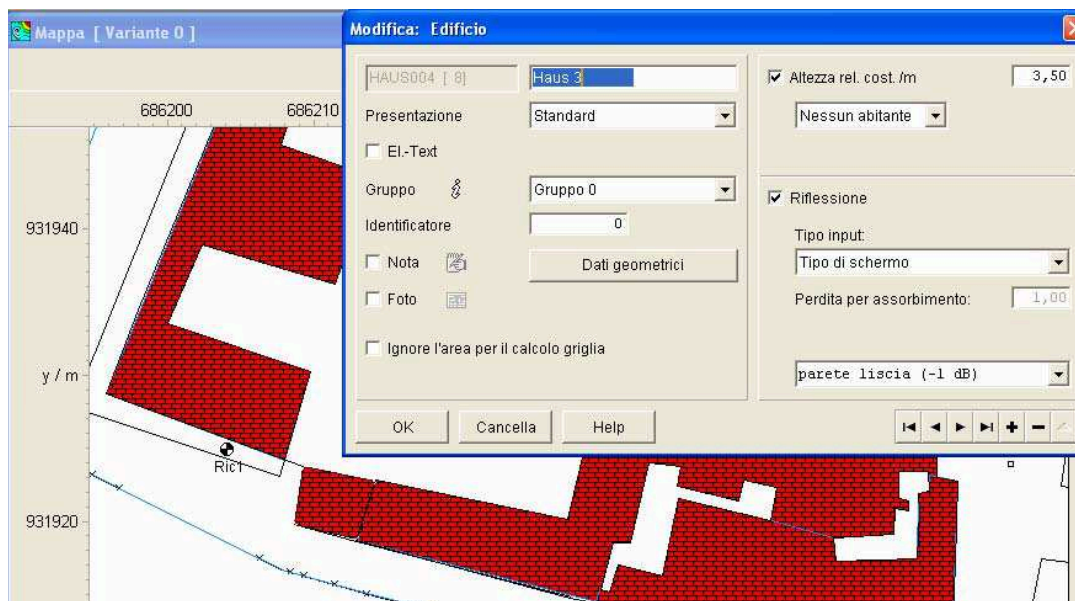 Mappa [ Variante 0 ]
686200
686210
931940
y / m
931920
Ric1
Modifica: Edificio
HAUS004 [ 8]
Haus 3
Presentazione
Standard
El.-Text
Gruppo
Gruppo 0
Identificatore
0
Nota
Dati geometrici
Foto
Ignore l'area per il calcolo griglia
OK
Cancella
Help
Altezza rel. cost. /m
3,50
Nessun abitante
Riflessione
Tipo input:
Tipo di schermo
Perdita per assorbimento:
1,00
parete liscia (-1 dB)